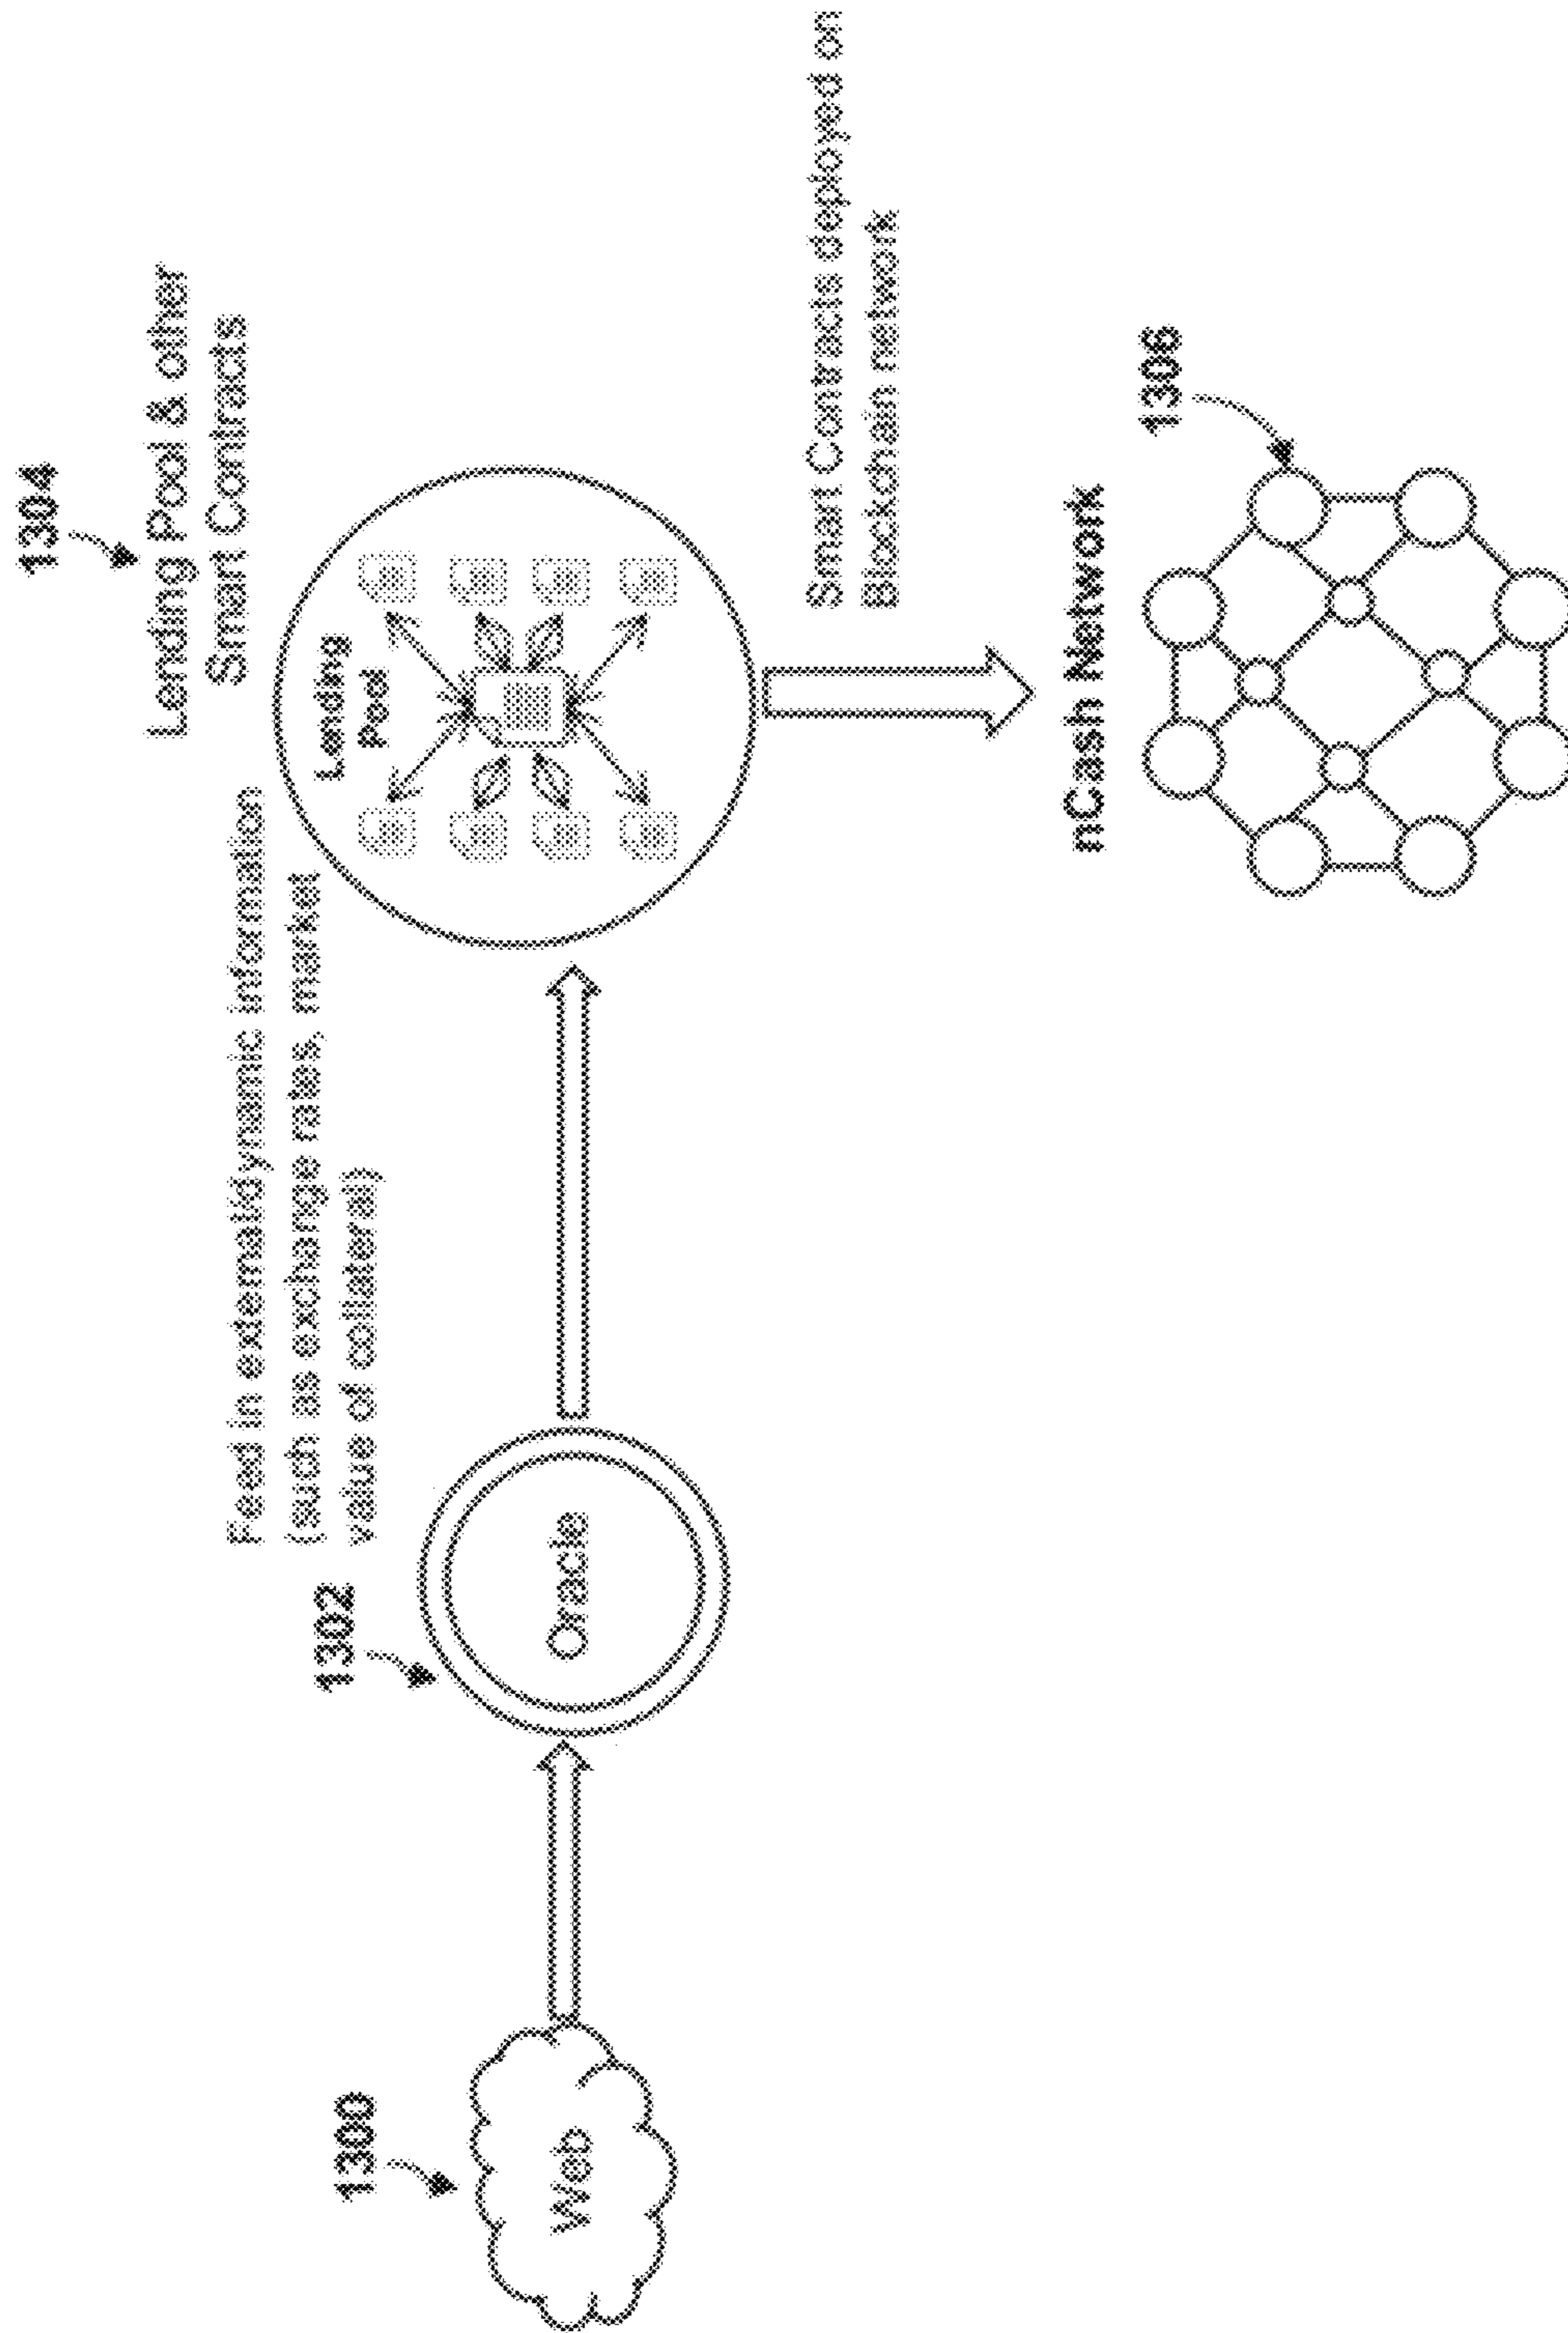 1304
Lending Pool & other
Smart Contracts
Feed in external/dynamic information
(such as exchange rates, market
value of collateral)
1300
Web
1302
Oracle
Lending
Pool
Smart Contracts deployed on
Blockchain network
nCash Network
1306